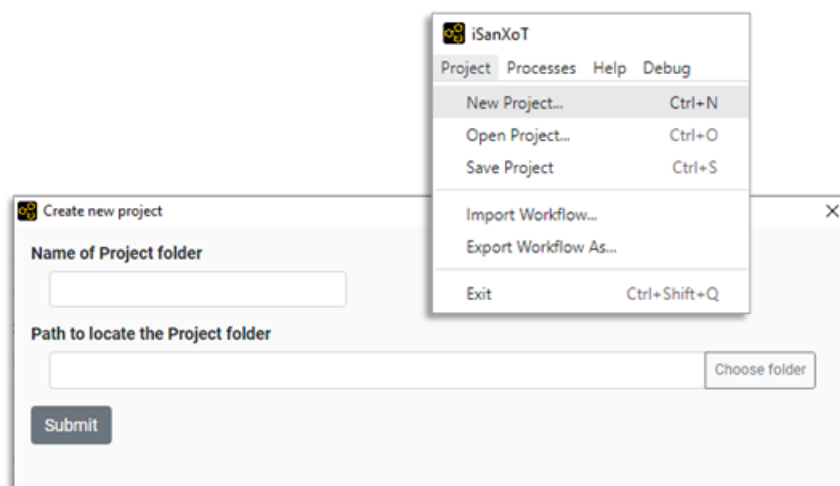 iSanXoT
Project Processes Help Debug
New Project... Ctrl+N
Open Project... Ctrl+O
Save Project Ctrl+S
Import Workflow...
Export Workflow As...
Exit Ctrl+Shift+Q
Create new project
Name of Project folder
Path to locate the Project folder
Choose folder
Submit